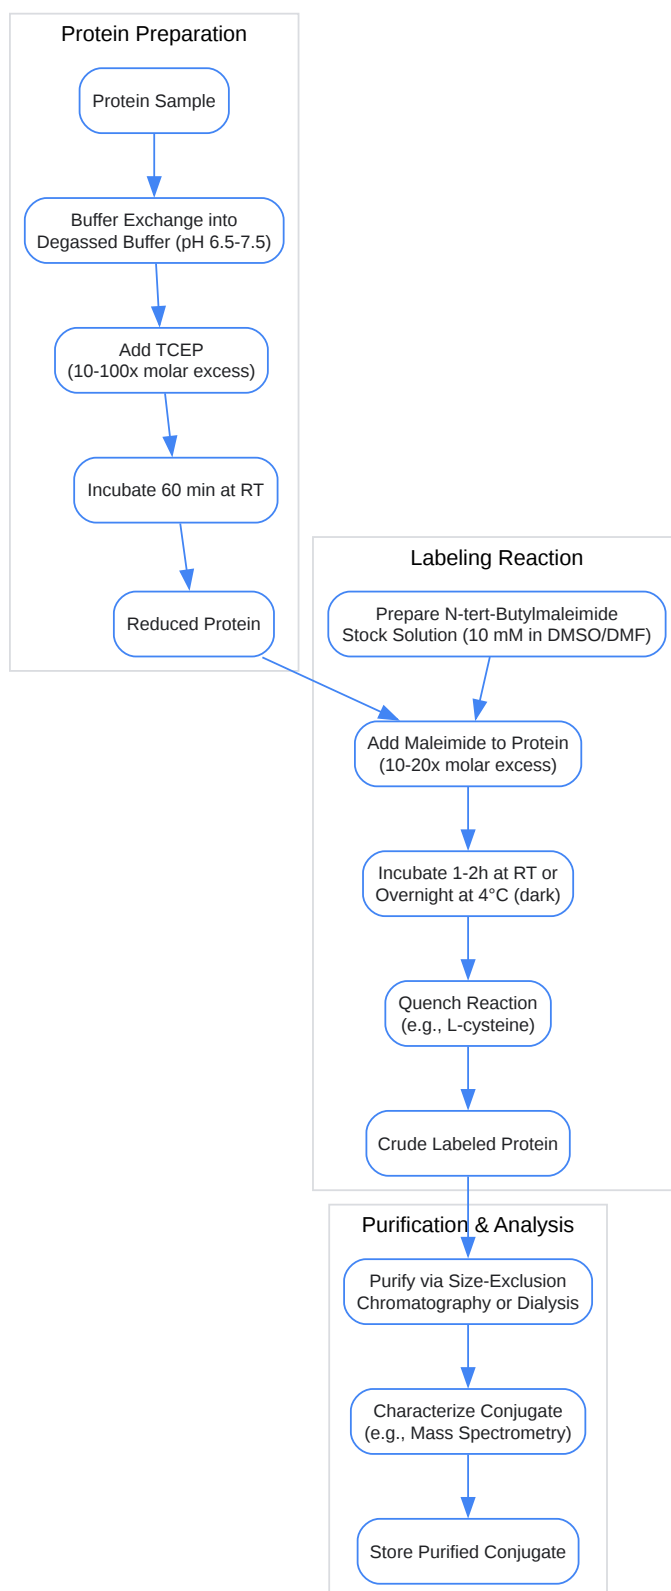 Protein Preparation
Protein Sample
Buffer Exchange into
Degassed Buffer (pH 6.5-7.5)
Add TCEP
(10-100x molar excess)
Incubate 60 min at RT
Reduced Protein
Labeling Reaction
Prepare N-tert-Butylmaleimide
Stock Solution (10 mM in DMSO/DMF)
Add Maleimide to Protein
(10-20x molar excess)
Incubate 1-2h at RT or
Overnight at 4°C (dark)
Quench Reaction
(e.g., L-cysteine)
Crude Labeled Protein
Purification & Analysis
Purify via Size-Exclusion
Chromatography or Dialysis
Characterize Conjugate
(e.g., Mass Spectrometry)
Store Purified Conjugate